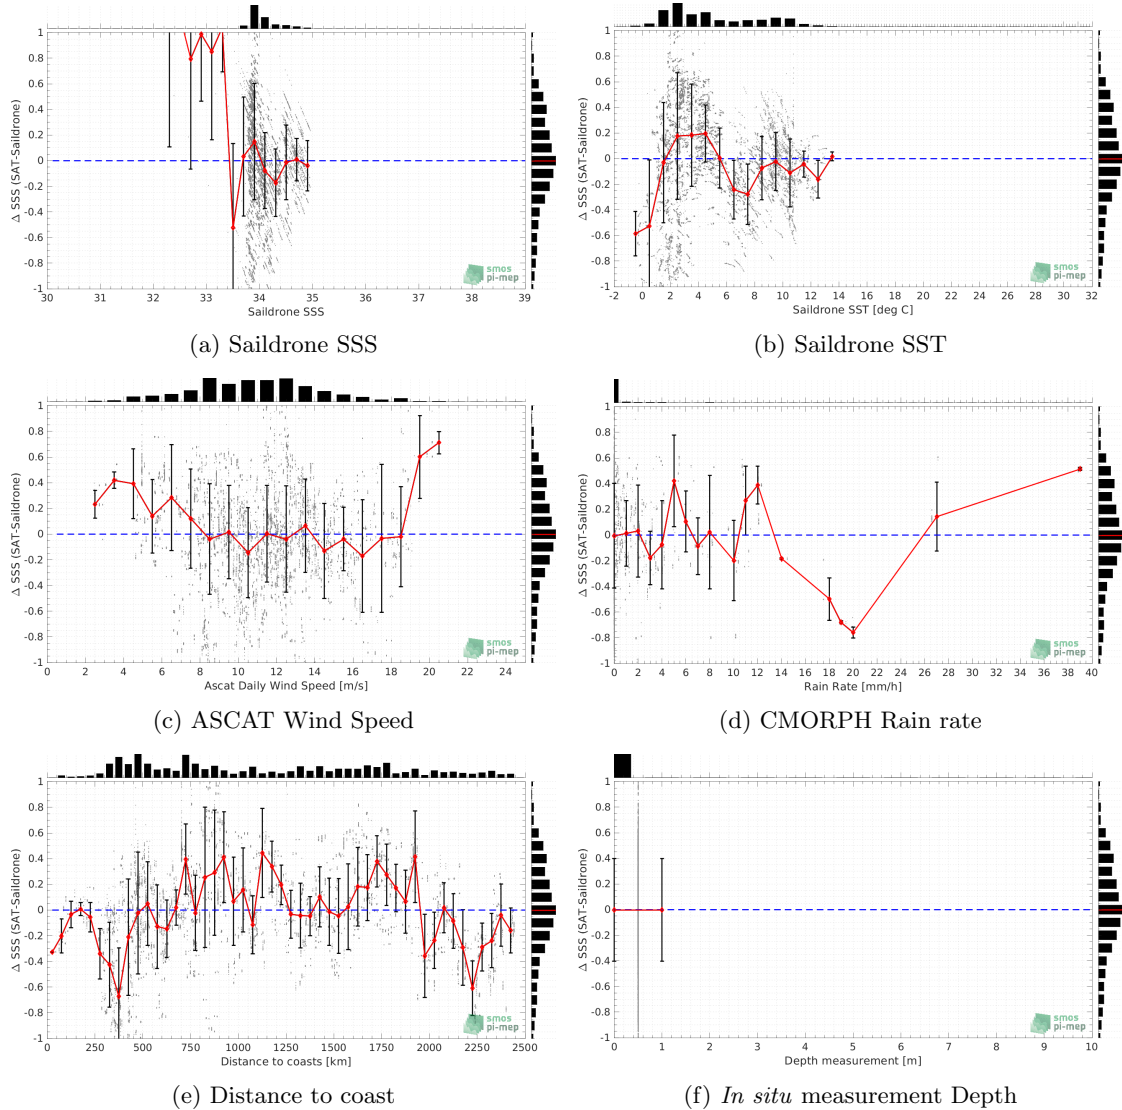 1
0.8
0.6
0.4
0.2
0
-0.2
-0.4
-0.6
-0.8
-1
Δ SSS (SAT-Saildrone)
30 31 32 33 34 35 36 37 38 39
Saildrone SSS
smos
pi-mep
(a) Saildrone SSS
1
0.8
0.6
0.4
0.2
0
-0.2
-0.4
-0.6
-0.8
-1
Δ SSS (SAT-Saildrone)
-2 0 2 4 6 8 10 12 14 16 18 20 22 24 26 28 30 32
Saildrone SST [deg C]
smos
pi-mep
(b) Saildrone SST
1
0.8
0.6
0.4
0.2
0
-0.2
-0.4
-0.6
-0.8
-1
Δ SSS (SAT-Saildrone)
0 2 4 6 8 10 12 14 16 18 20 22 24
Ascat Daily Wind Speed [m/s]
smos
pi-mep
(c) ASCAT Wind Speed
1
0.8
0.6
0.4
0.2
0
-0.2
-0.4
-0.6
-0.8
-1
Δ SSS (SAT-Saildrone)
0 2 4 6 8 10 12 14 16 18 20 22 24 26 28 30 32 34 36 38 40
Rain Rate [mm/h]
smos
pi-mep
(d) CMORPH Rain rate
1
0.8
0.6
0.4
0.2
0
-0.2
-0.4
-0.6
-0.8
-1
Δ SSS (SAT-Saildrone)
0 250 500 750 1000 1250 1500 1750 2000 2250 2500
Distance to coasts [km]
smos
pi-mep
(e) Distance to coast
1
0.8
0.6
0.4
0.2
0
-0.2
-0.4
-0.6
-0.8
-1
Δ SSS (SAT-Saildrone)
0 1 2 3 4 5 6 7 8 9 10
Depth measurement [m]
smos
pi-mep
(f) In situ measurement Depth